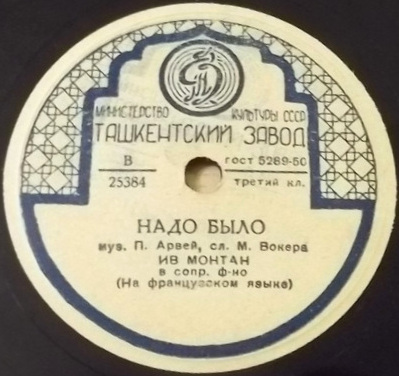 МИНИСТЕРСТВО КУЛЬТУРЫ СССР
ТАШКЕНТСКИЙ ЗАВОД
В ГОСТ 5289-50
25384 третий кл.
НАДО БЫЛО
муз. П. Арвей, сл. М. Вокера
ИВ МОНТАН
в сопр. ф-но
(На французском языке)